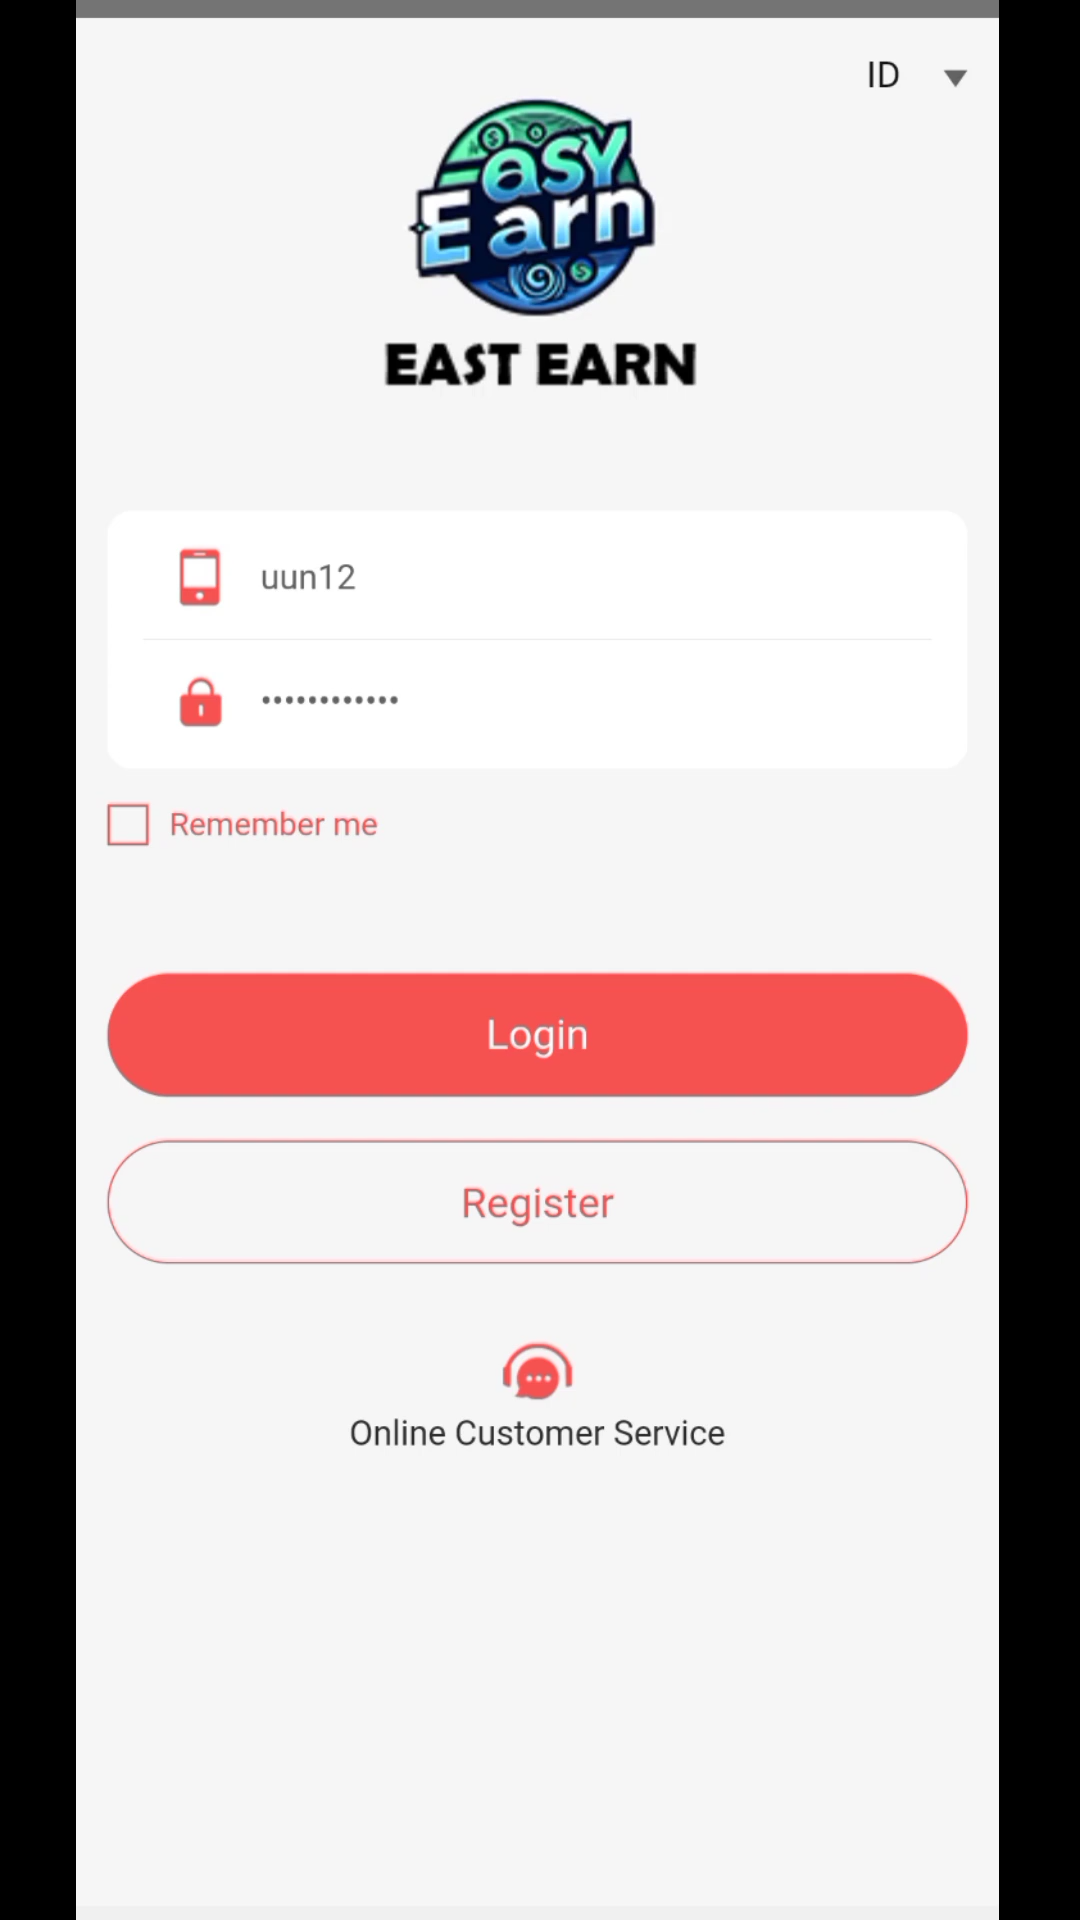 ID
Easy
Earn
EAST EARN
uun12
••••••••••••
Remember me
Login
Register
Online Customer Service